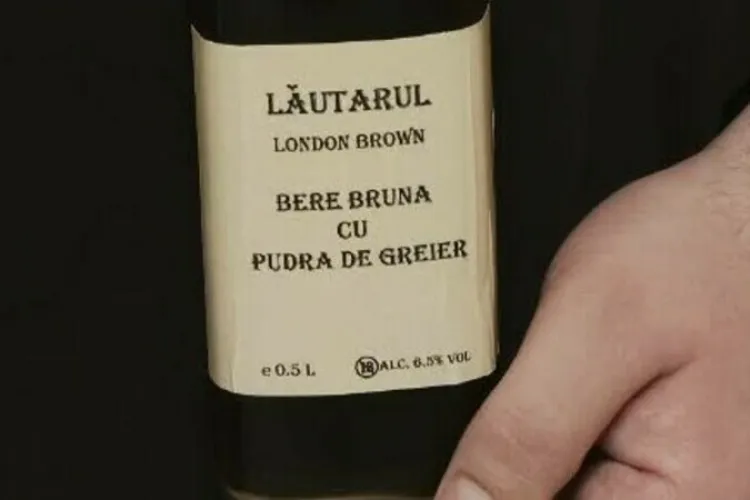 LĂUTARUL
LONDON BROWN
BERE BRUNA
CU
PUDRA DE GREIER
e 0.5 L
18 ALC. 6.5% VOL